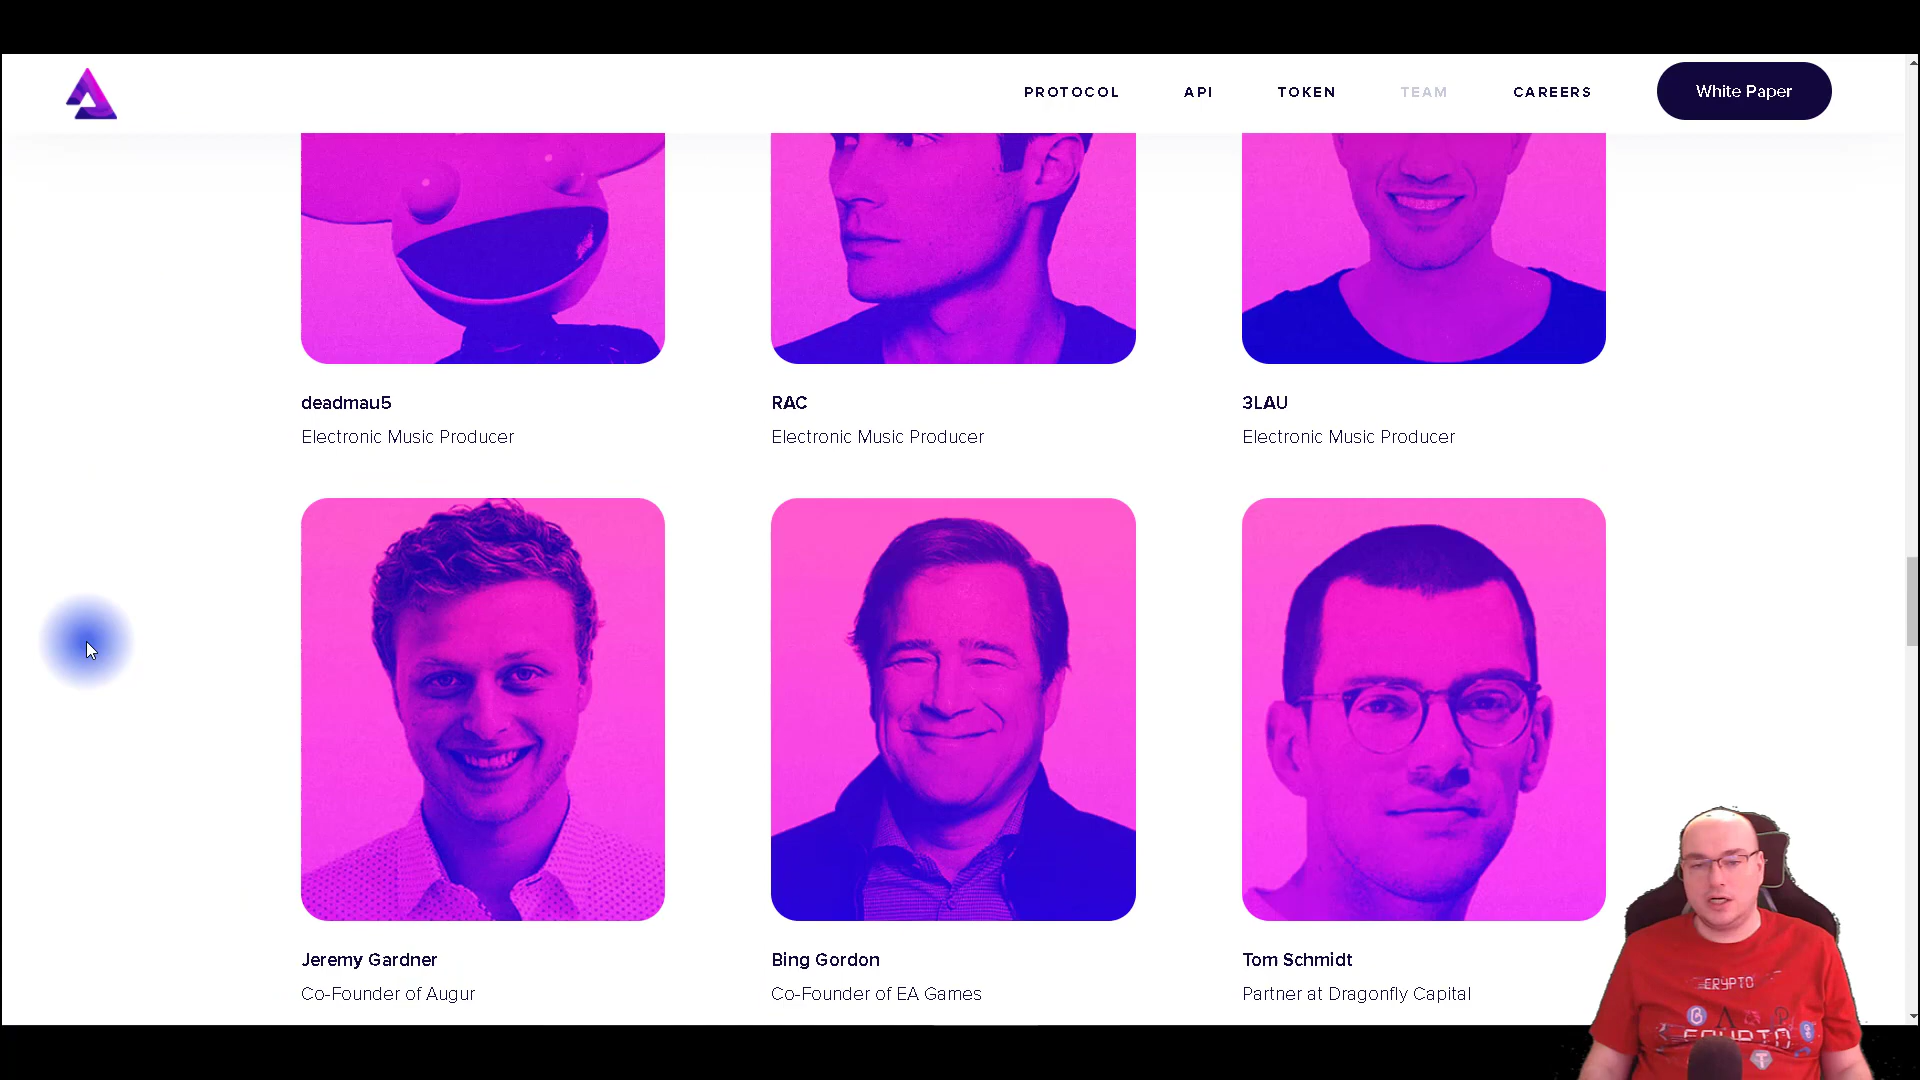 PROTOCOL API TOKEN TEAM CAREERS White Paper
deadmau5 RAC 3LAU
Electronic Music Producer Electronic Music Producer Electronic Music Producer
Jeremy Gardner Bing Gordon Tom Schmidt
Co-Founder of Augur Co-Founder of EA Games Partner at Dragonfly Capital
CRYPTO
CRYPTO